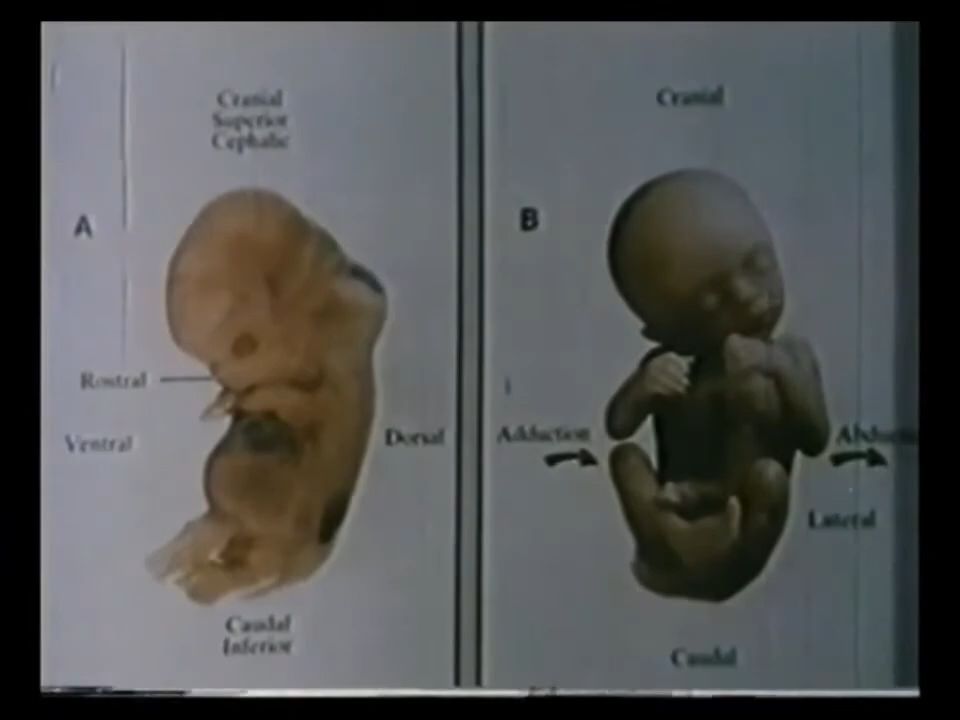 Cranial
Superior
Cephalic
A
Rostral
Ventral
Dorsal
Caudal
Inferior
Cranial
B
Adduction
Lateral
Caudal